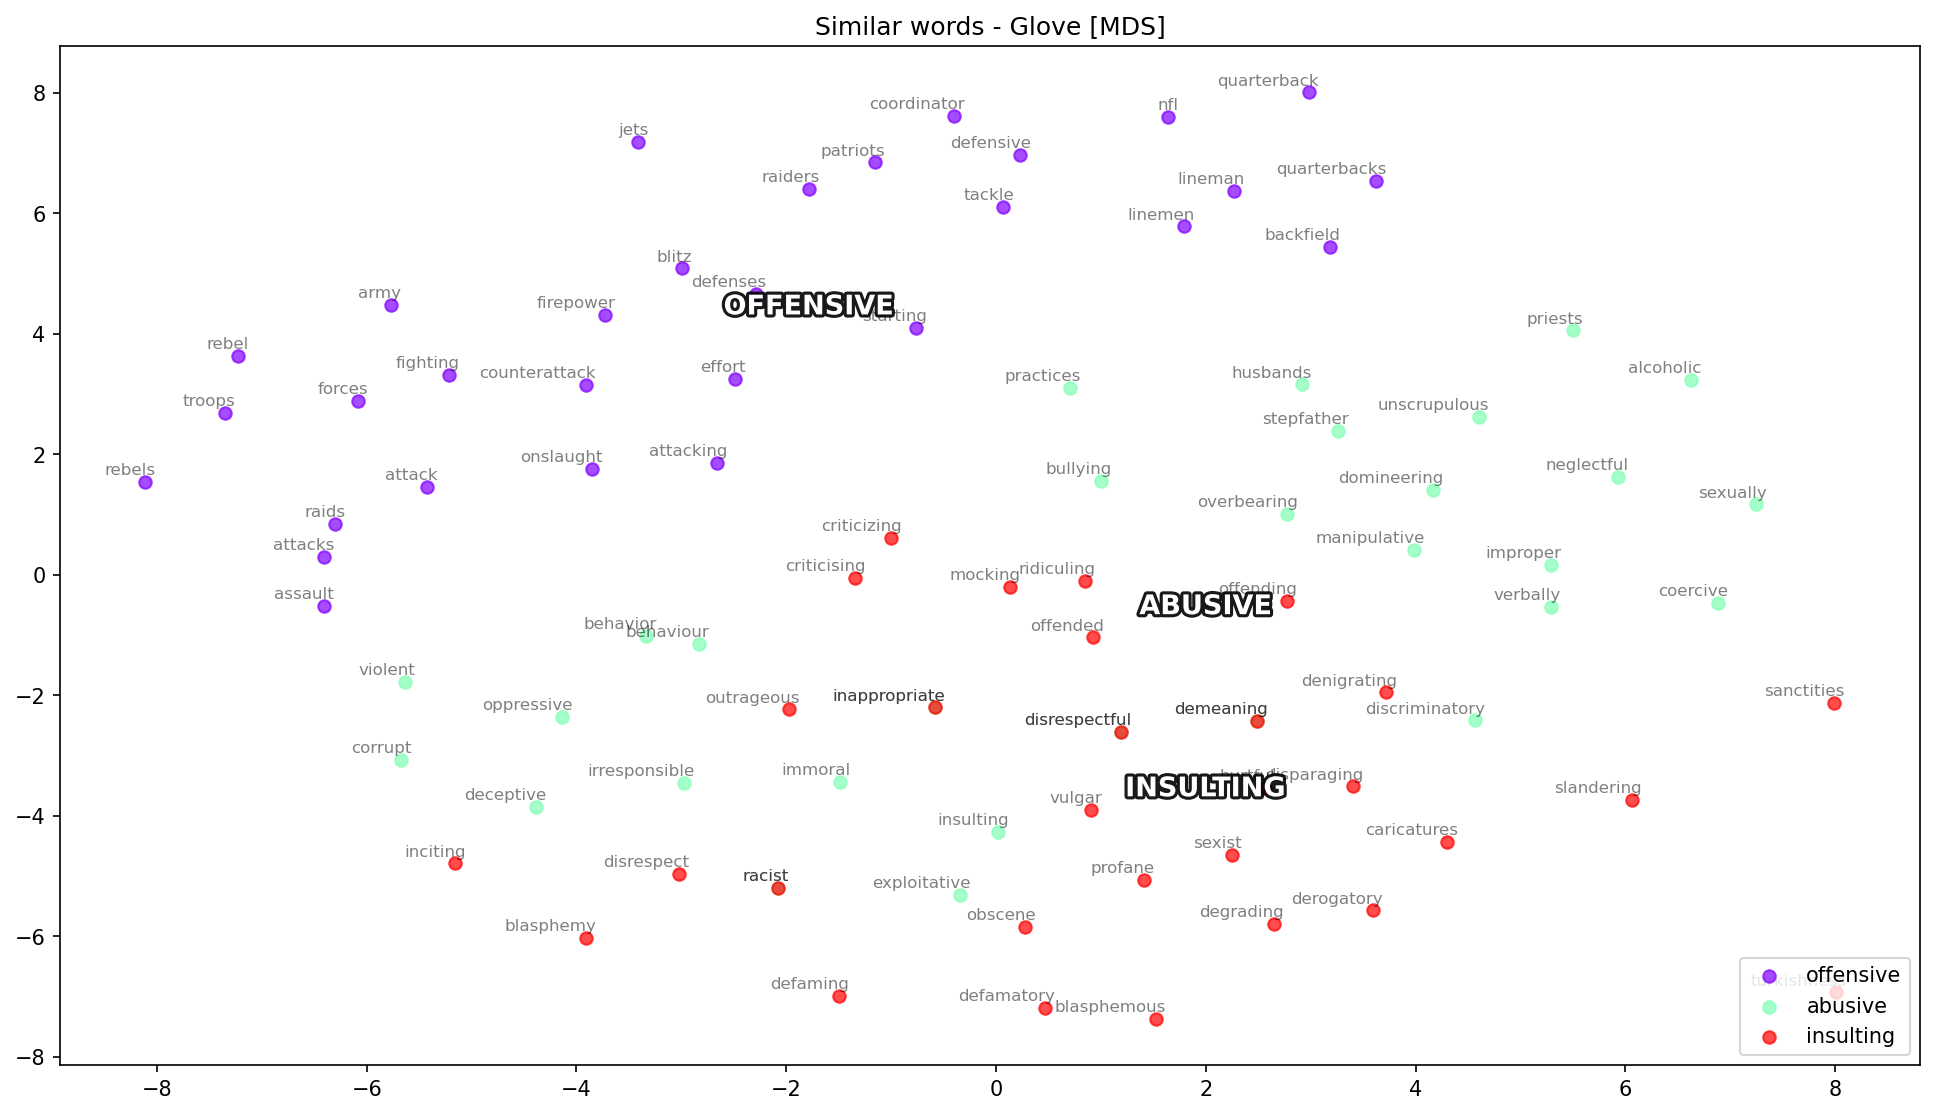 Similar words - Glove [MDS]
quarterback
coordinator
nfl
jets
defensive
patriots
quarterbacks
raiders
lineman
tackle
linemen
backfield
blitz
defenses
army
firepower
OFFENSIVE
starting
priests
rebel
fighting
effort
alcoholic
counterattack
practices
husbands
forces
troops
unscrupulous
stepfather
attacking
onslaught
rebels
bullying
neglectful
attack
domineering
sexually
overbearing
raids
criticizing
manipulative
attacks
improper
criticising
mocking
ridiculing
assault
offending
verbally
coercive
ABUSIVE
behavior
behaviour
offended
violent
denigrating
sanctities
inappropriate
outrageous
oppressive
demeaning
discriminatory
disrespectful
corrupt
irresponsible
immoral
disparaging
INSULTING
deceptive
slandering
vulgar
insulting
caricatures
inciting
disrespect
sexist
racist
profane
exploitative
derogatory
degrading
obscene
blasphemy
defaming
defamatory
blasphemous
offensive
abusive
insulting
8
6
4
2
0
−2
−4
−6
−8
−8 −6 −4 −2 0 2 4 6 8